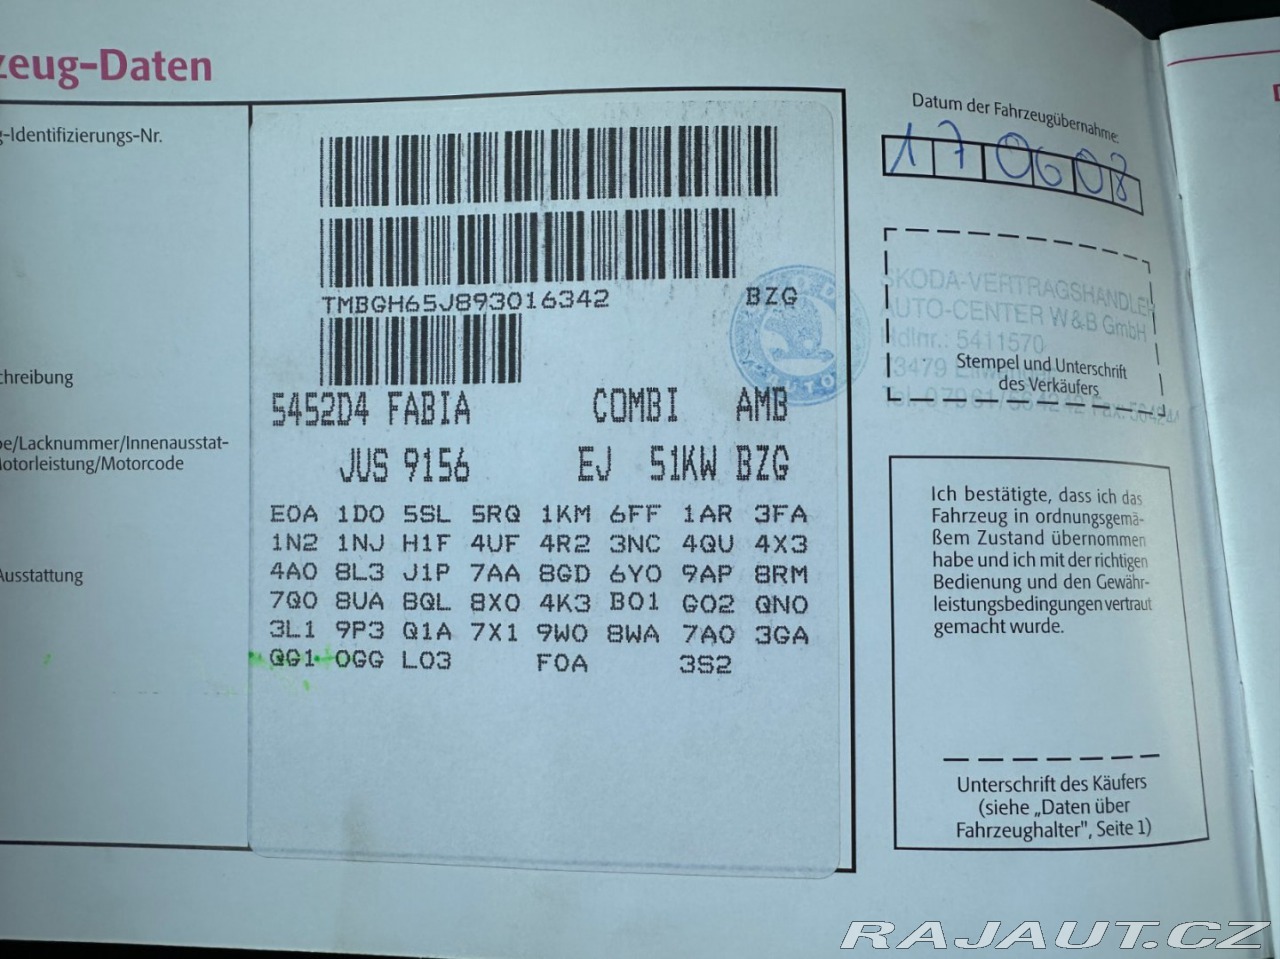 zeug-Daten
g-Identifizierungs-Nr.
Datum der Fahrzeugübernahme:
17 06 08
TMBGH65J893016342 BZG
SKODA-VERTRAGSHÄNDLER
AUTO-CENTER W&B GmbH
Hdlnr.: 5411570
Stempel und Unterschrift
des Verkäufers
chreibung
5452D4 FABIA COMBI AMB
be/Lacknummer/Innenausstat-
Motorleistung/Motorcode
JUS 9156 EJ 51KW BZG
E0A 1D0 5SL 5RQ 1KM 6FF 1AR 3FA
1N2 1NJ H1F 4UF 4R2 3NC 4QU 4X3
4A0 8L3 J1P 7AA 8GD 6Y0 9AP 8RM
7Q0 8UA 8QL 8X0 4K3 B01 G02 QN0
3L1 9P3 Q1A 7X1 9W0 8WA 7A0 3GA
QG1 0GG L03 F0A 3S2
Ausstattung
Ich bestätigte, dass ich das
Fahrzeug in ordnungsgemä-
ßem Zustand übernommen
habe und ich mit der richtigen
Bedienung und den Gewähr-
leistungsbedingungen vertraut
gemacht wurde.
Unterschrift des Käufers
(siehe „Daten über
Fahrzeughalter", Seite 1)
RAJAUT.CZ